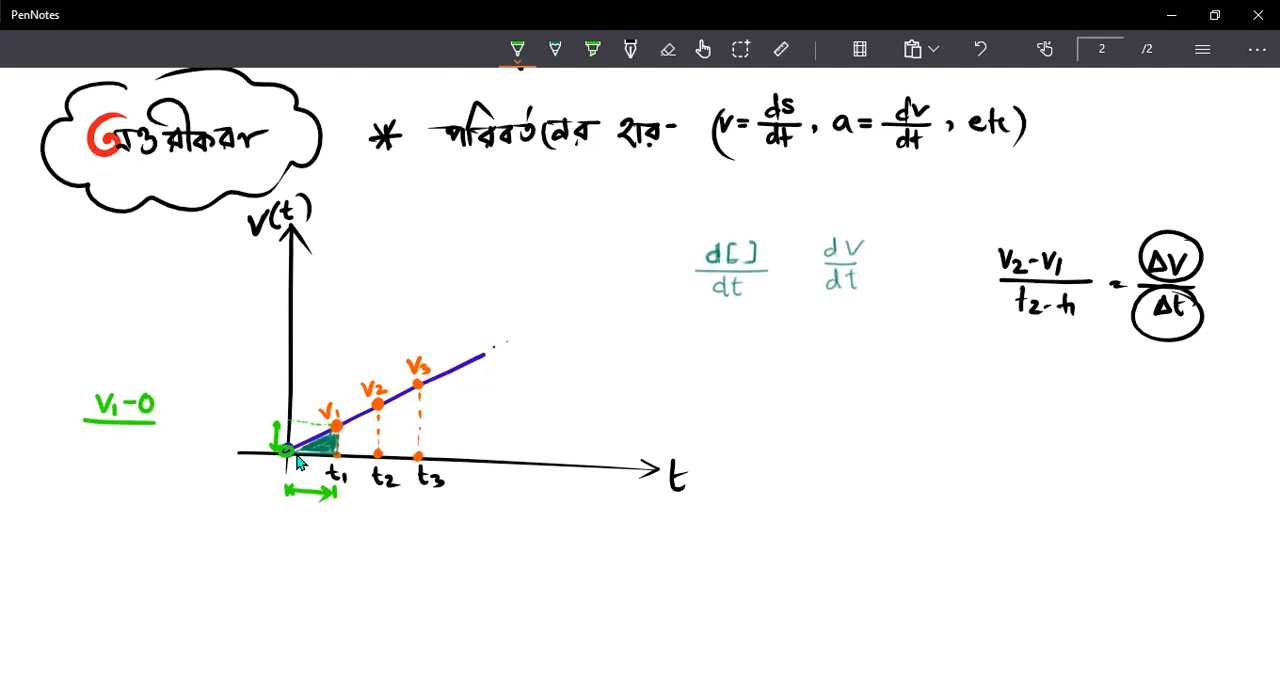 PenNotes
2 /2
অন্তরীকরণ
* পরিবর্তনের হার- (v = ds/dt, a = dv/dt, etc)
V(t)
d[ ]/dt dV/dt
V2-V1/t2-t1 = ΔV/Δt
V1 V2 V3
V1-0
t1 t2 t3 t